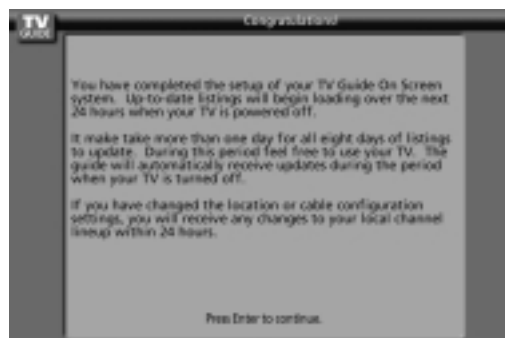 Congratulations!
TV
GUIDE
You have completed the setup of your TV Guide On Screen
system. Up-to-date listings will begin loading over the next
24 hours when your TV is powered off.
It make take more than one day for all eight days of listings
to update. During this period feel free to use your TV. The
guide will automatically receive updates during the period
when your TV is turned off.
If you have changed the location or cable configuration
settings, you will receive any changes to your local channel
lineup within 24 hours.
Press Enter to continue.